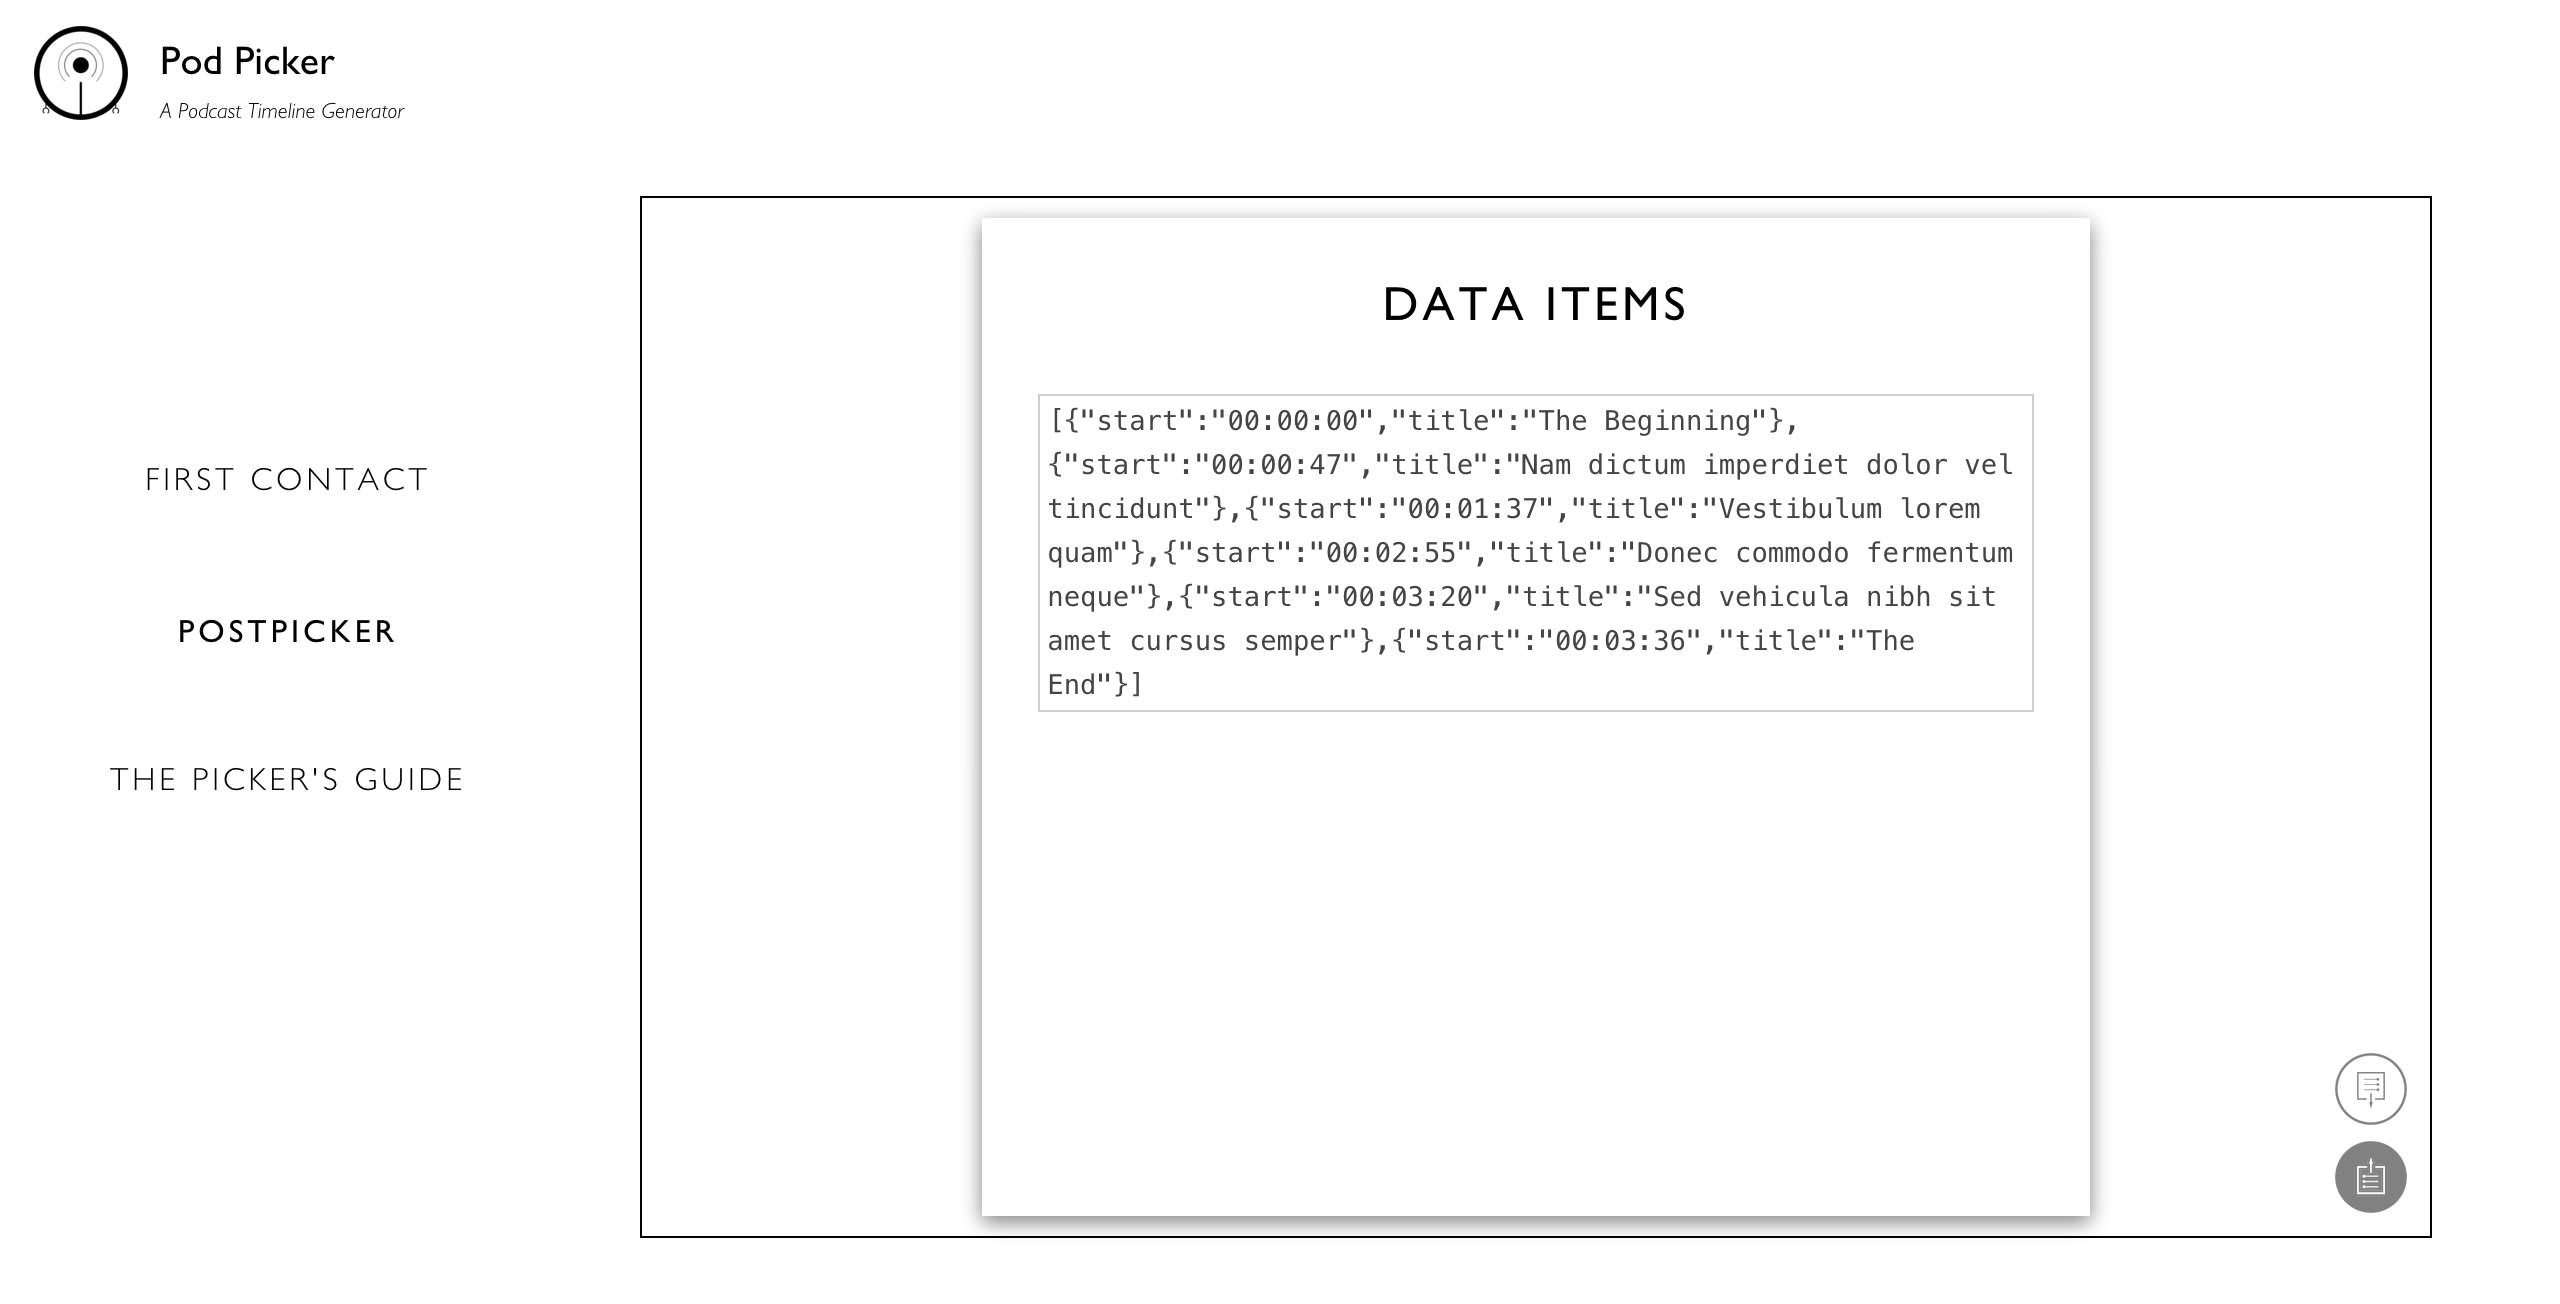 Pod Picker
A Podcast Timeline Generator
FIRST CONTACT
POSTPICKER
THE PICKER'S GUIDE
DATA ITEMS
[{"start":"00:00:00","title":"The Beginning"},
{"start":"00:00:47","title":"Nam dictum imperdiet dolor vel
tincidunt"},{"start":"00:01:37","title":"Vestibulum lorem
quam"},{"start":"00:02:55","title":"Donec commodo fermentum
neque"},{"start":"00:03:20","title":"Sed vehicula nibh sit
amet cursus semper"},{"start":"00:03:36","title":"The
End"}]